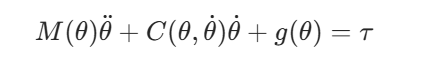 M(θ)θ̈ + C(θ, θ̇)θ̇ + g(θ) = τ